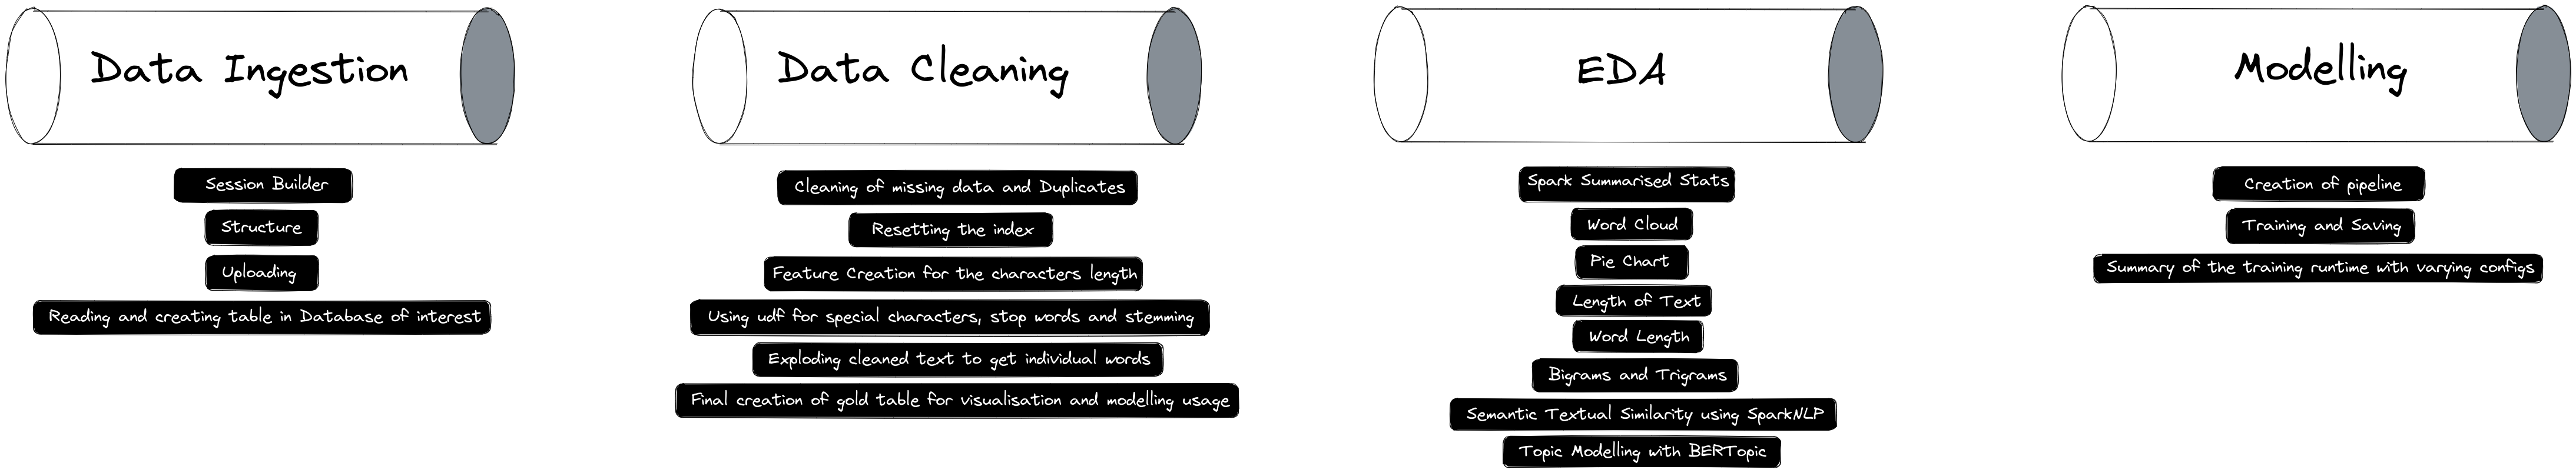 Data Ingestion
Session Builder
Structure
Uploading
Reading and creating table in Database of interest
Data Cleaning
Cleaning of missing data and Duplicates
Resetting the index
Feature Creation for the characters length
Using udf for special characters, stop words and stemming
Exploding cleaned text to get individual words
Final creation of gold table for visualisation and modelling usage
EDA
Spark Summarised Stats
Word Cloud
Pie Chart
Length of Text
Word Length
Bigrams and Trigrams
Semantic Textual Similarity using SparkNLP
Topic Modelling with BERTopic
Modelling
Creation of pipeline
Training and Saving
Summary of the training runtime with varying configs